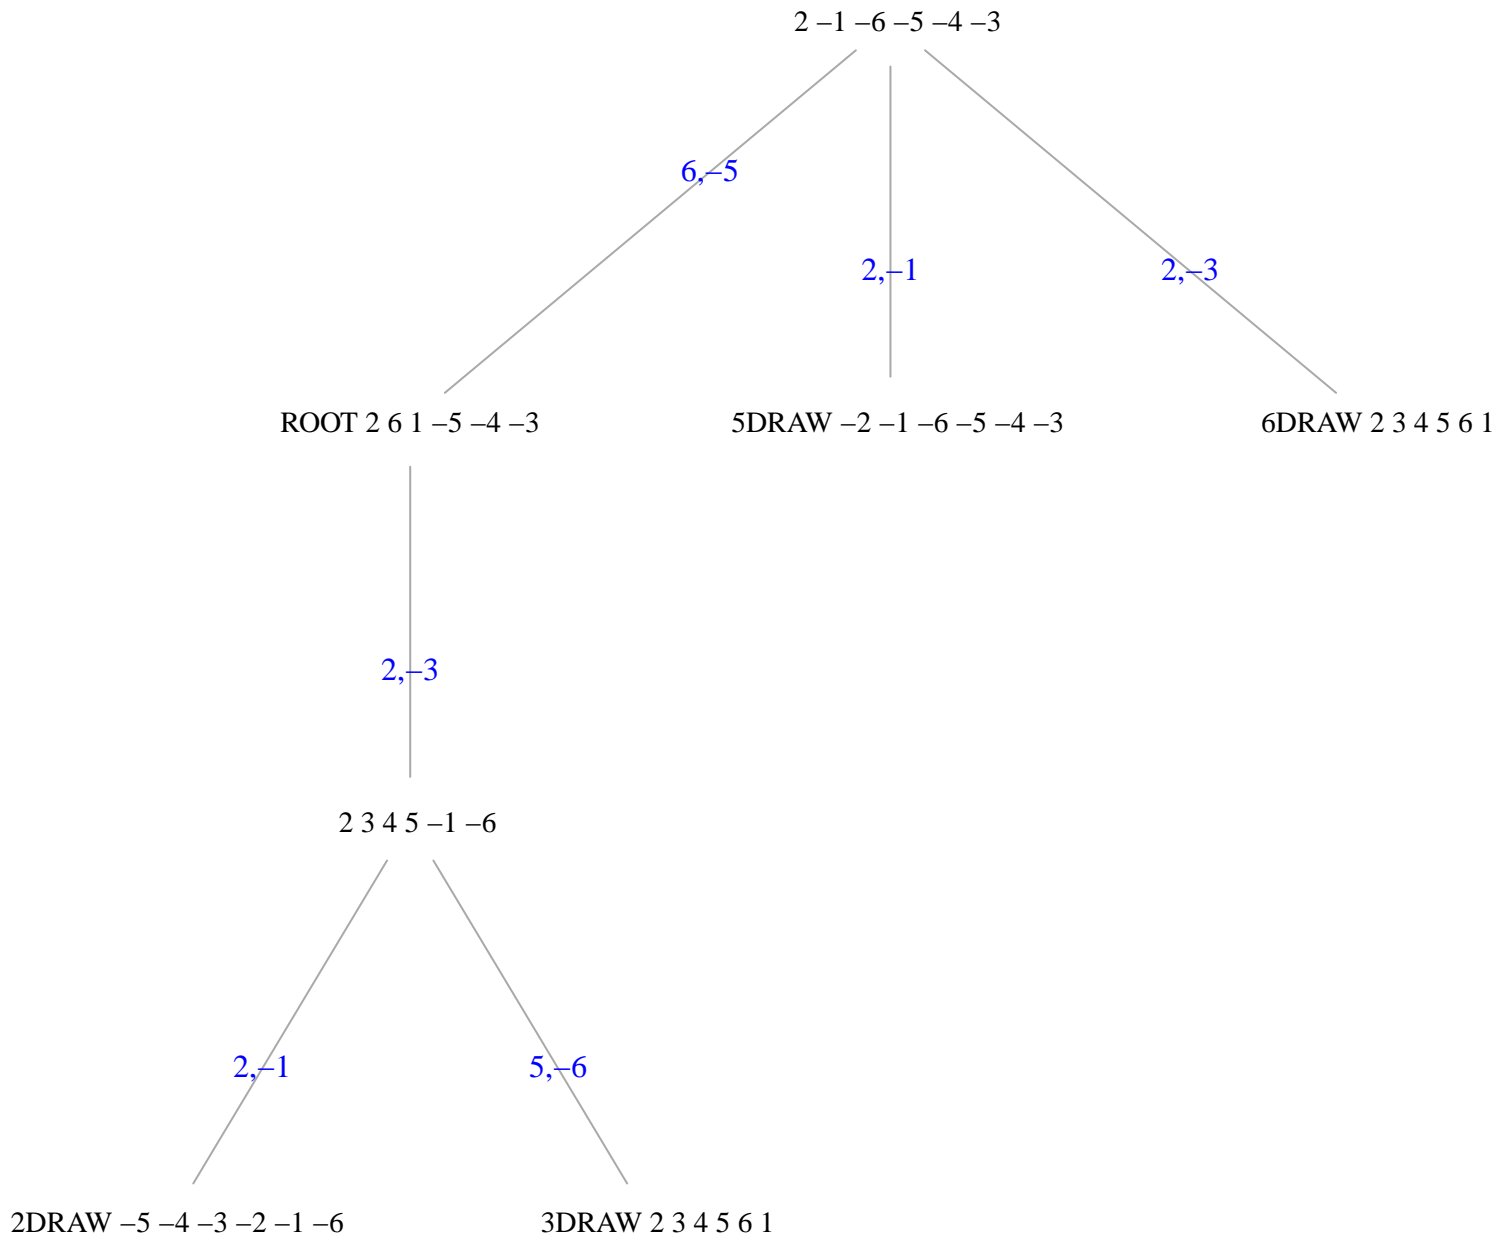 2 –1 –6 –5 –4 –3
6,–5
2,–1
2,–3
ROOT 2 6 1 –5 –4 –3
5DRAW –2 –1 –6 –5 –4 –3
6DRAW 2 3 4 5 6 1
2,–3
2 3 4 5 –1 –6
2,–1
5,–6
2DRAW –5 –4 –3 –2 –1 –6
3DRAW 2 3 4 5 6 1